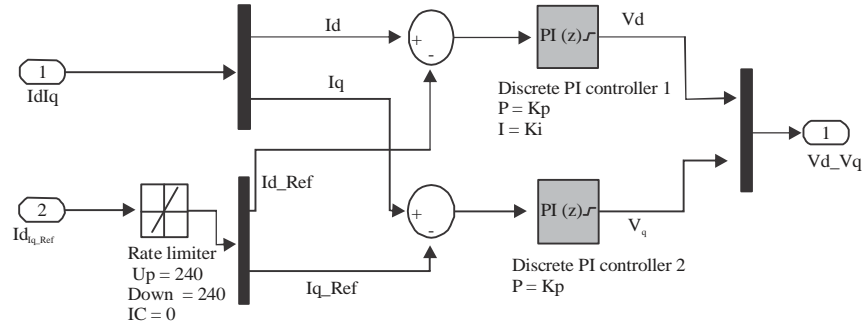 1
IdIq
Id
Iq
+
-
PI (z)
Discrete PI controller 1
P = Kp
I = Ki
Vd
1
Vd_Vq
2
Id_Iq_Ref
Rate limiter
Up = 240
Down = 240
IC = 0
Id_Ref
Iq_Ref
+
-
PI (z)
V_q
Discrete PI controller 2
P = Kp